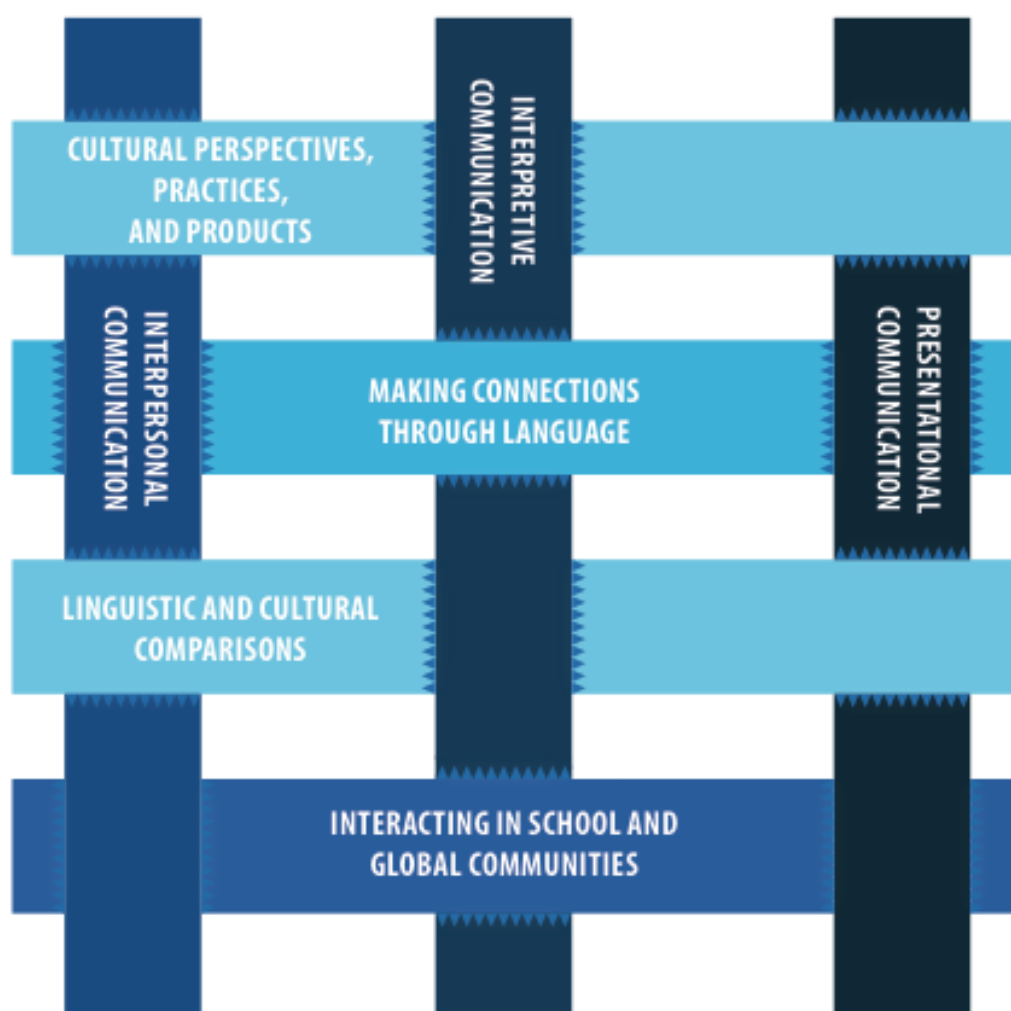 CULTURAL PERSPECTIVES,
PRACTICES,
AND PRODUCTS
INTERPRETIVE
COMMUNICATION
INTERPERSONAL
COMMUNICATION
MAKING CONNECTIONS
THROUGH LANGUAGE
PRESENTATIONAL
COMMUNICATION
LINGUISTIC AND CULTURAL
COMPARISONS
INTERACTING IN SCHOOL AND
GLOBAL COMMUNITIES